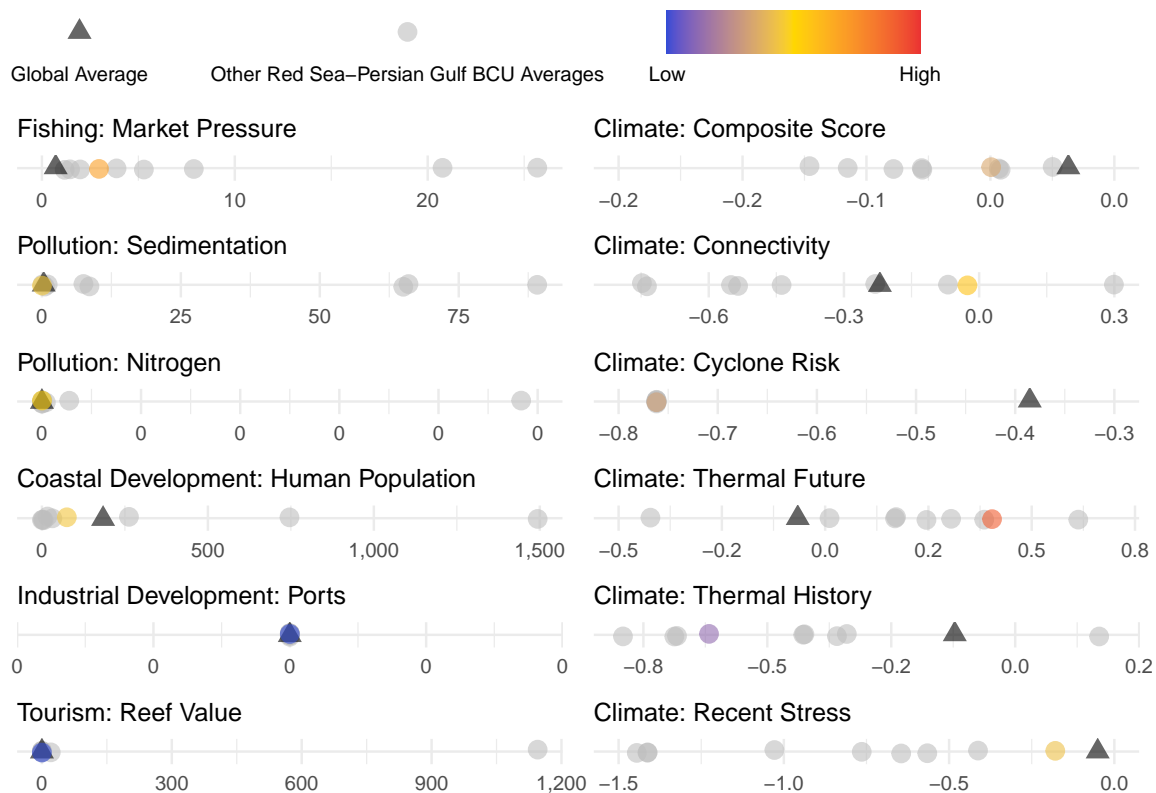 Global Average
Other Red Sea–Persian Gulf BCU Averages
Low
High
Fishing: Market Pressure
0 10 20
Climate: Composite Score
−0.2 −0.2 −0.1 0.0 0.0
Pollution: Sedimentation
0 25 50 75
Climate: Connectivity
−0.6 −0.3 0.0 0.3
Pollution: Nitrogen
0 0 0 0 0 0
Climate: Cyclone Risk
−0.8 −0.7 −0.6 −0.5 −0.4 −0.3
Coastal Development: Human Population
0 500 1,000 1,500
Climate: Thermal Future
−0.5 −0.2 0.0 0.2 0.5 0.8
Industrial Development: Ports
0 0 0 0 0
Climate: Thermal History
−0.8 −0.5 −0.2 0.0 0.2
Tourism: Reef Value
0 300 600 900 1,200
Climate: Recent Stress
−1.5 −1.0 −0.5 0.0